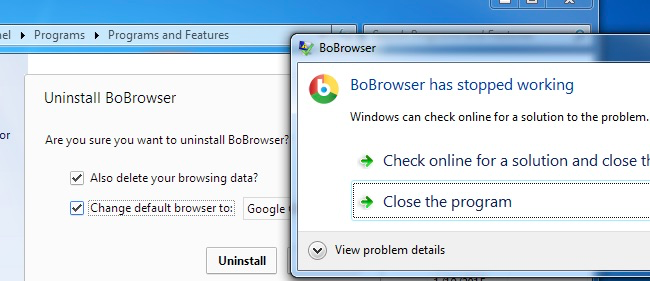 nel ▸ Programs ▸ Programs and Features
Uninstall BoBrowser
Are you sure you want to uninstall BoBrowser?
Also delete your browsing data?
Change default browser to:
Google
Uninstall
or
BoBrowser
BoBrowser has stopped working
Windows can check online for a solution to the problem.
Check online for a solution and close th
Close the program
View problem details